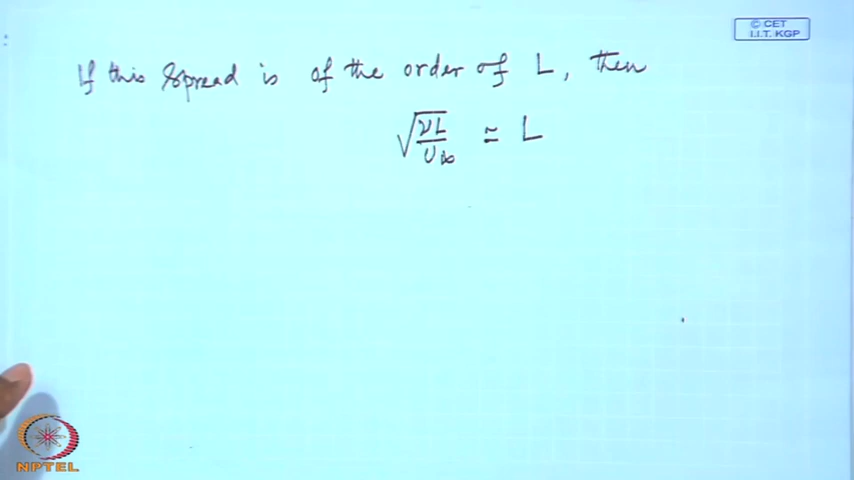 © CET
I.I.T. KGP
If this spread is of the order of L, then
√(νL/U∞) ≃ L
NPTEL